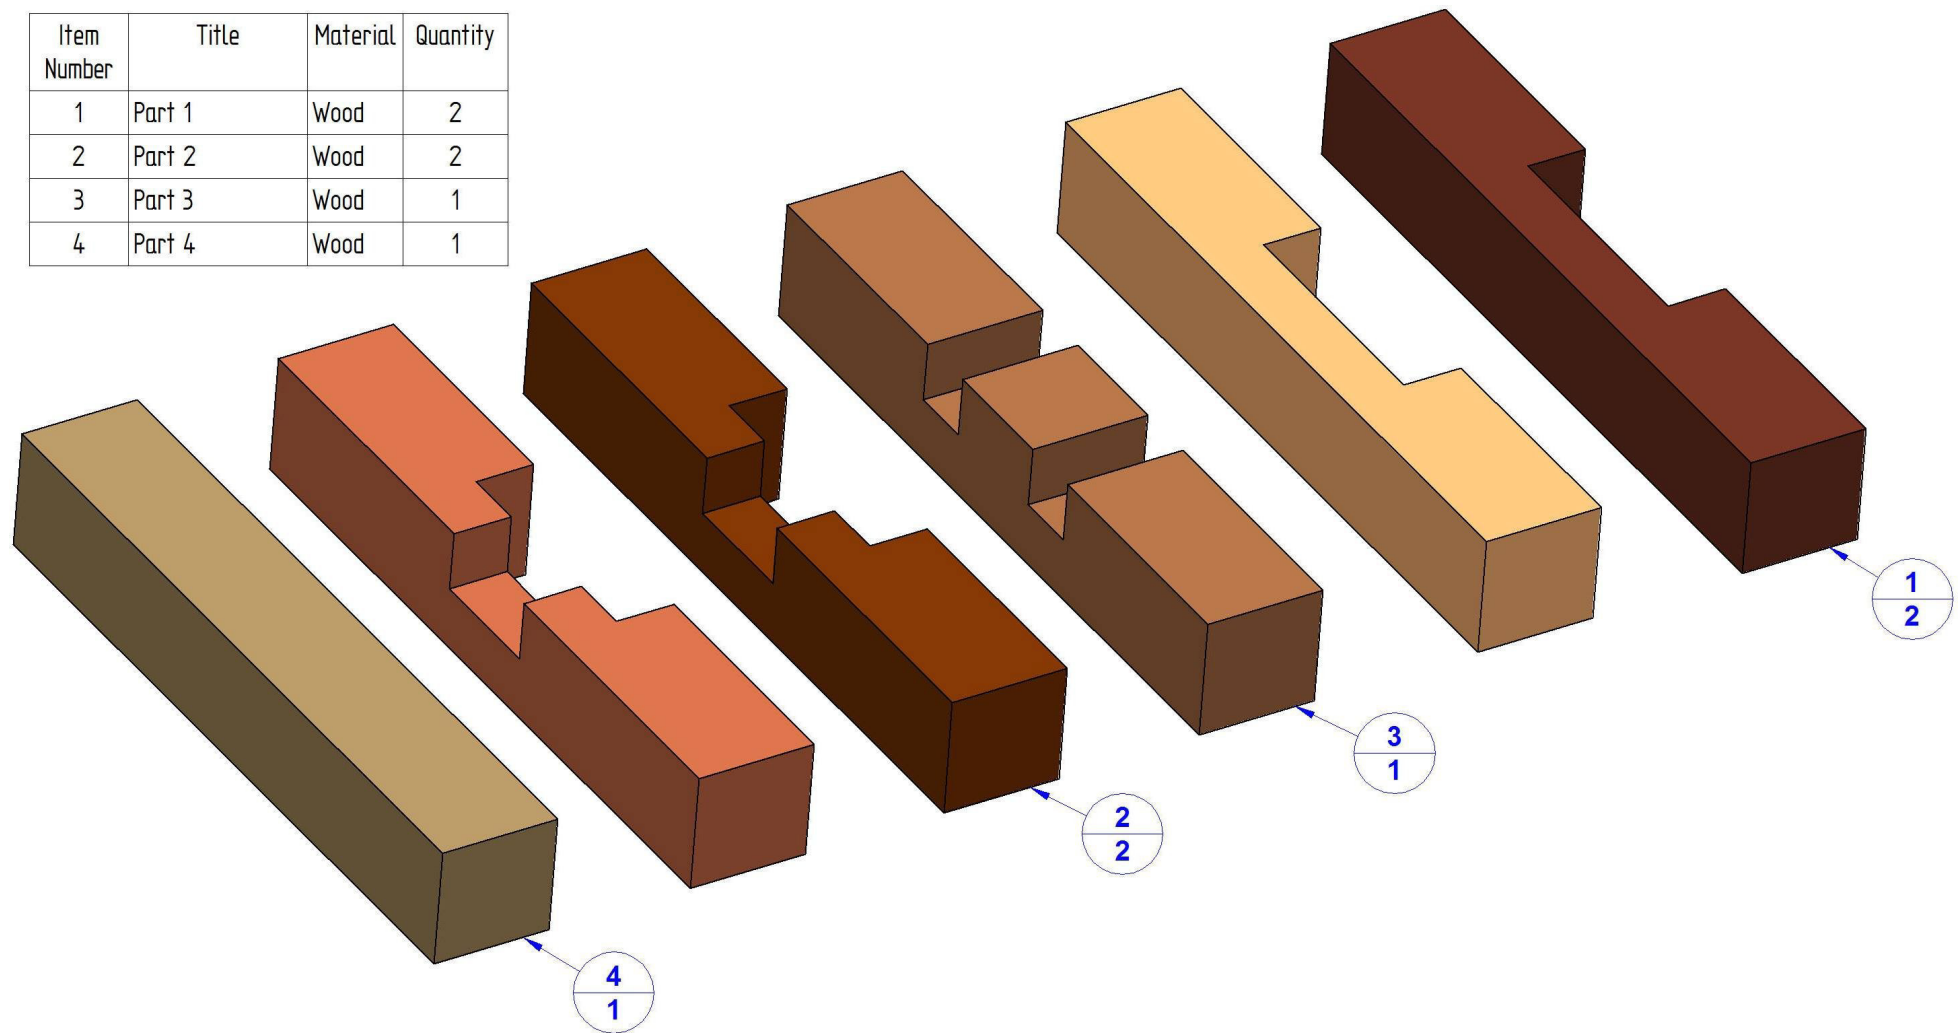 Item Number Title Material Quantity
1 Part 1 Wood 2
2 Part 2 Wood 2
3 Part 3 Wood 1
4 Part 4 Wood 1
1
2
3
1
2
2
4
1